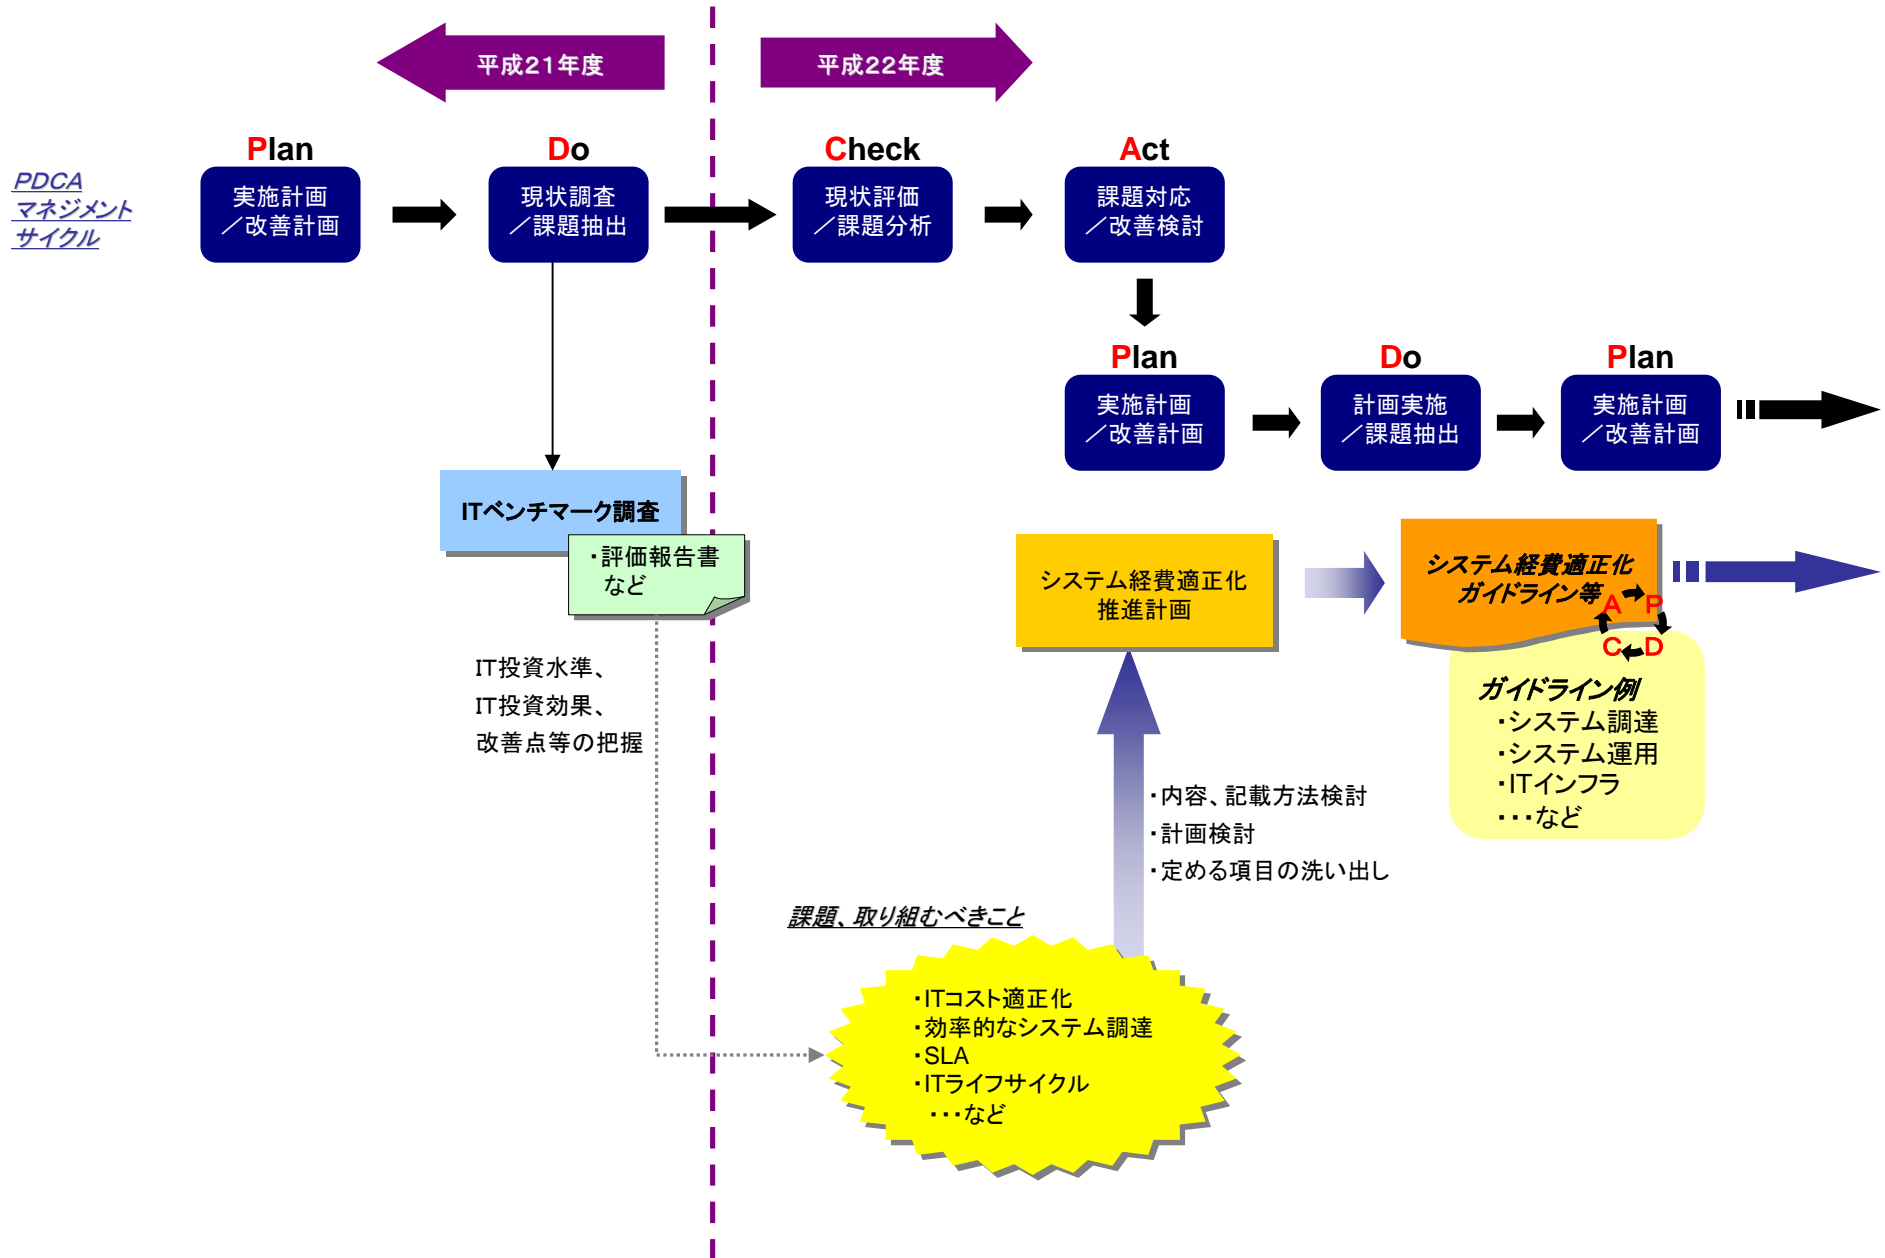 平成21年度
平成22年度
PDCA
マネジメント
サイクル
Plan
実施計画
／改善計画
Do
現状調査
／課題抽出
Check
現状評価
／課題分析
Act
課題対応
／改善検討
Plan
実施計画
／改善計画
Do
計画実施
／課題抽出
Plan
実施計画
／改善計画
ITベンチマーク調査
・評価報告書
など
IT投資水準、
IT投資効果、
改善点等の把握
システム経費適正化
推進計画
システム経費適正化
ガイドライン等
A P
C D
ガイドライン例
・システム調達
・システム運用
・ITインフラ
・・・など
・内容、記載方法検討
・計画検討
・定める項目の洗い出し
課題、取り組むべきこと
・ITコスト適正化
・効率的なシステム調達
・SLA
・ITライフサイクル
・・・など